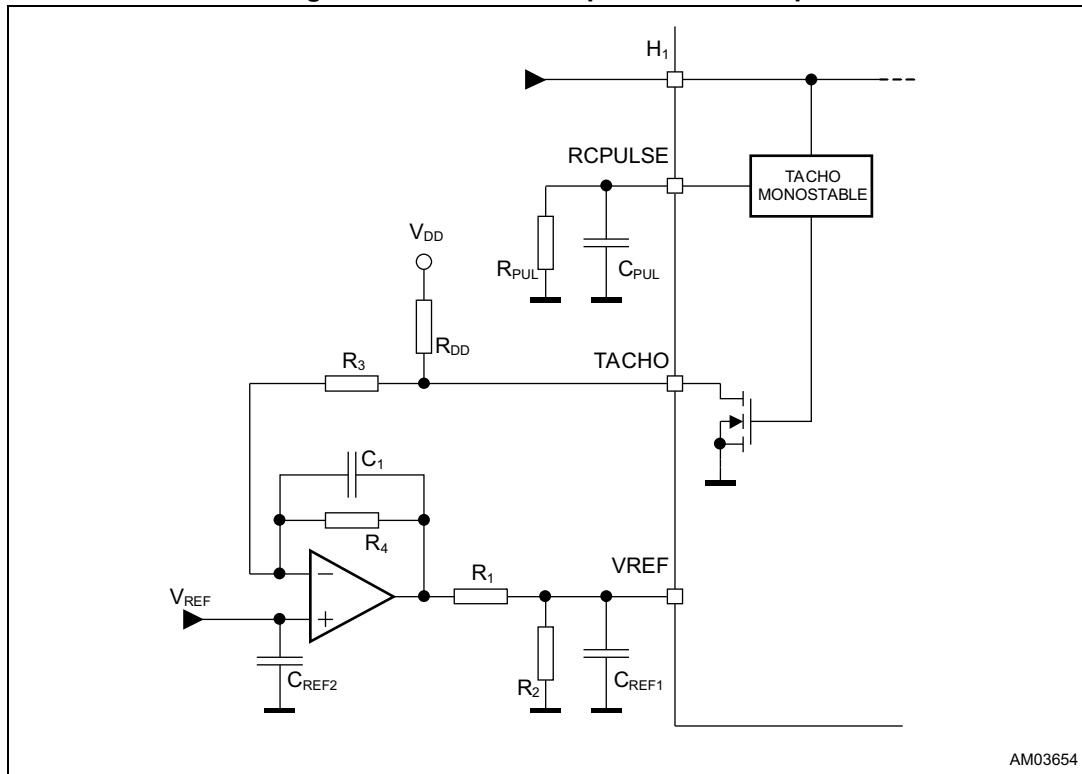 H1
RCPULSE
TACHO
MONOSTABLE
VDD
RPUL
CPUL
RDD
R3
TACHO
C1
R4
VREF
R1
VREF
CREF2
R2
CREF1
AM03654